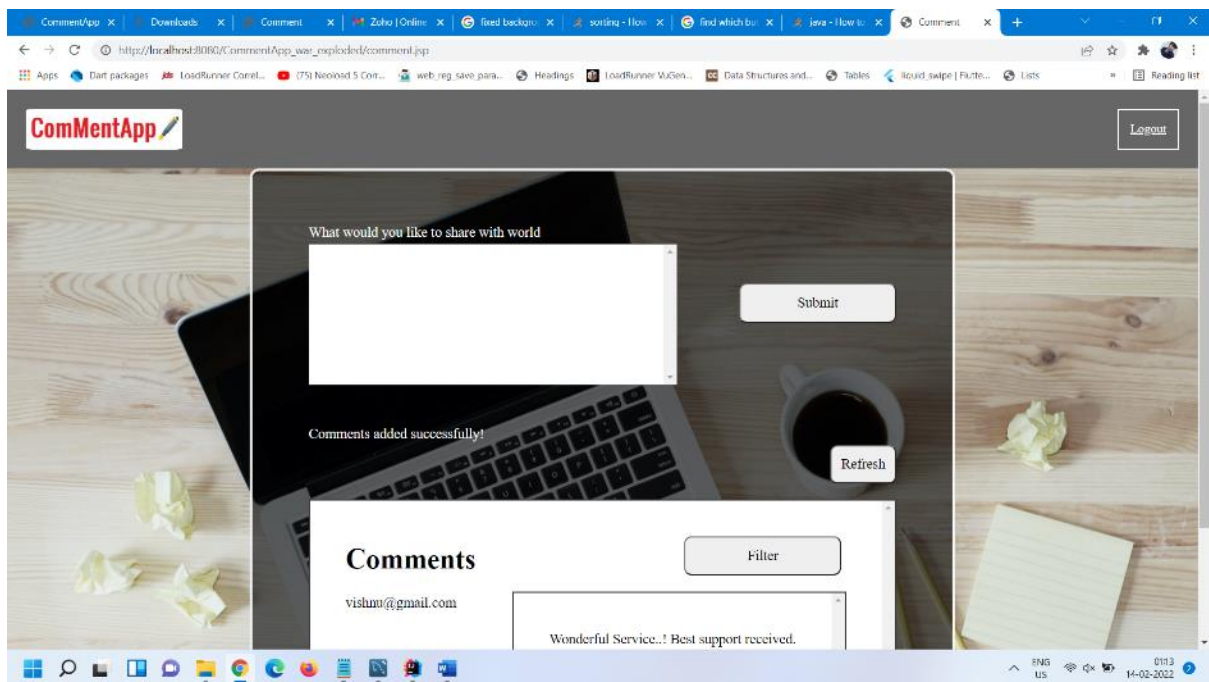 CommentApp Downloads Comment Zoho | Online sorting - How find which but java - How to Comment
http://localhost:8080/CommentApp_war_exploded/comment.jsp
Apps Dart packages LoadRunner Correl... (75) Neoload 5 Corr... web_reg_save_para... Headings LoadRunner VuGen... Data Structures and... Tables liquid_swipe | Flutte... Lists » Reading list
ComMentApp
Logout
What would you like to share with world
Submit
Comments added successfully!
Refresh
Comments
Filter
vishnu@gmail.com
Wonderful Service..! Best support received.
ENG
US
01:13
14-02-2022
2